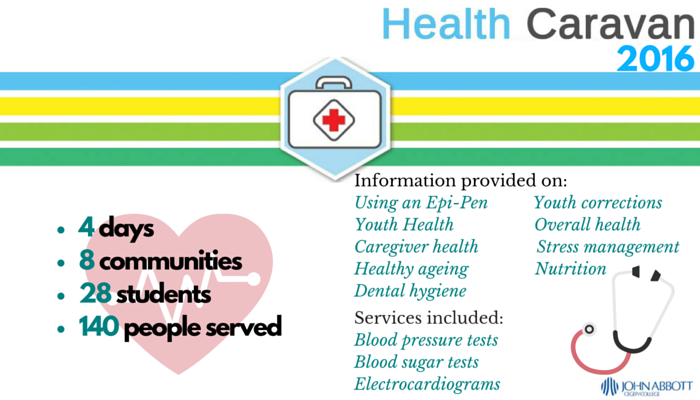 Health Caravan
2016
4 days
8 communities
28 students
140 people served
Information provided on:
Using an Epi-Pen
Youth Health
Caregiver health
Healthy ageing
Dental hygiene
Youth corrections
Overall health
Stress management
Nutrition
Services included:
Blood pressure tests
Blood sugar tests
Electrocardiograms
JOHN ABBOTT
CEGEP/COLLEGE